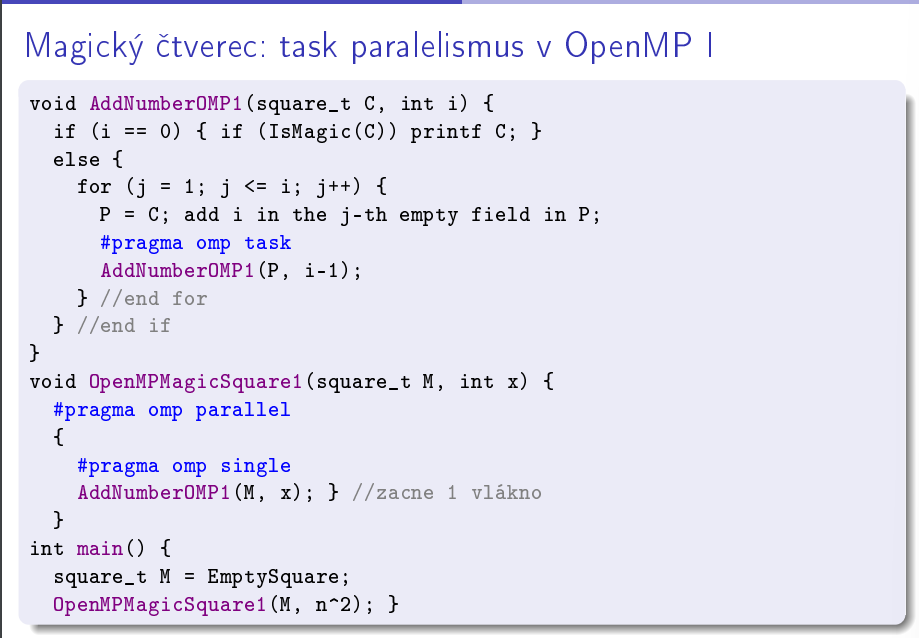 Magický čtverec: task paralelismus v OpenMP I
void AddNumberOMP1(square_t C, int i) {
  if (i == 0) { if (IsMagic(C)) printf C; }
  else {
    for (j = 1; j <= i; j++) {
      P = C; add i in the j-th empty field in P;
      #pragma omp task
      AddNumberOMP1(P, i-1);
    } //end for
  } //end if
}
void OpenMPMagicSquare1(square_t M, int x) {
  #pragma omp parallel
  {
    #pragma omp single
    AddNumberOMP1(M, x); } //zacne 1 vlákno
  }
int main() {
  square_t M = EmptySquare;
  OpenMPMagicSquare1(M, n^2); }